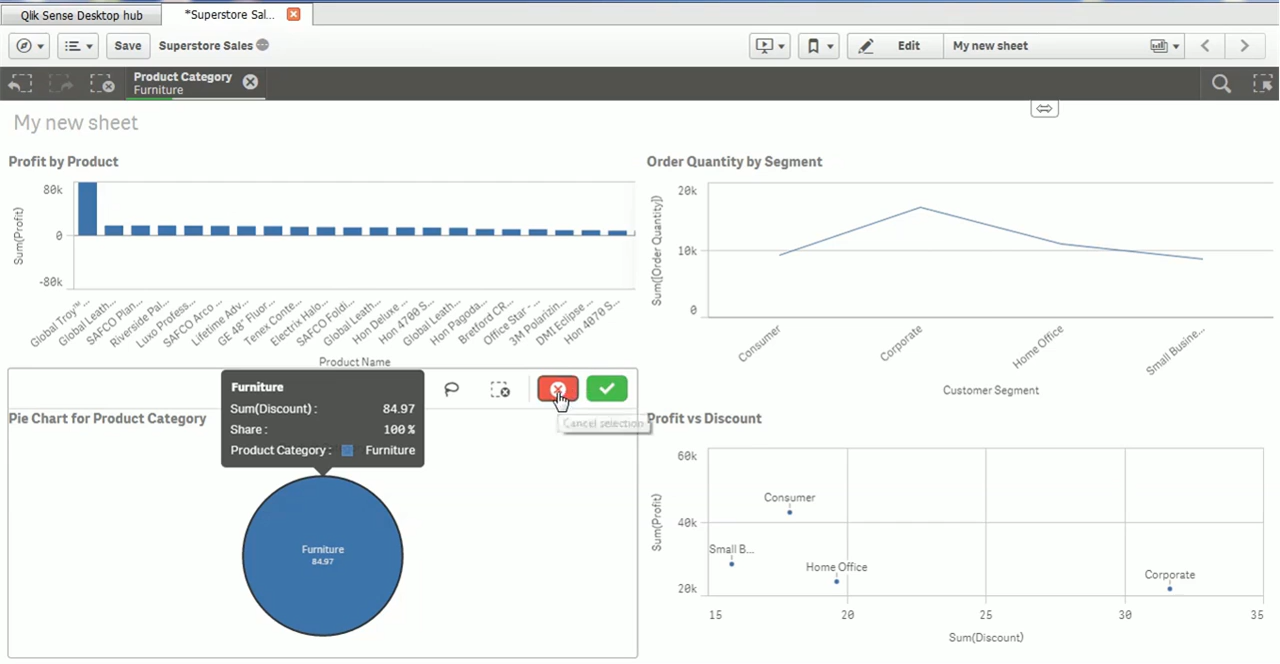 Qlik Sense Desktop hub
*Superstore Sal...
Save
Superstore Sales
Edit
My new sheet
Product Category
Furniture
My new sheet
Profit by Product
80k
0
-80k
Sum(Profit)
Global Troy™...
Global Leath...
SAFCO Plan...
Riverside Pal...
Luxo Profess...
SAFCO Arco ...
Lifetime Adv...
GE 48" Fluor...
Tenex Conte...
Electrix Halo...
SAFCO Foldi...
Global Leath...
Hon Deluxe ...
Hon 4700 S...
Global Leath...
Hon Pagoda...
Bretford CR...
Office Star - ...
3M Polarizin...
DMI Eclipse ...
Hon 4070 S...
Product Name
Order Quantity by Segment
20k
10k
0
Sum([Order Quantity])
Consumer
Corporate
Home Office
Small Busine...
Customer Segment
Furniture
Sum(Discount) : 84.97
Share : 100 %
Product Category : Furniture
Cancel selection
Pie Chart for Product Category
Furniture
84.97
Profit vs Discount
60k
40k
20k
Sum(Profit)
Consumer
Small B...
Home Office
Corporate
15 20 25 30 35
Sum(Discount)